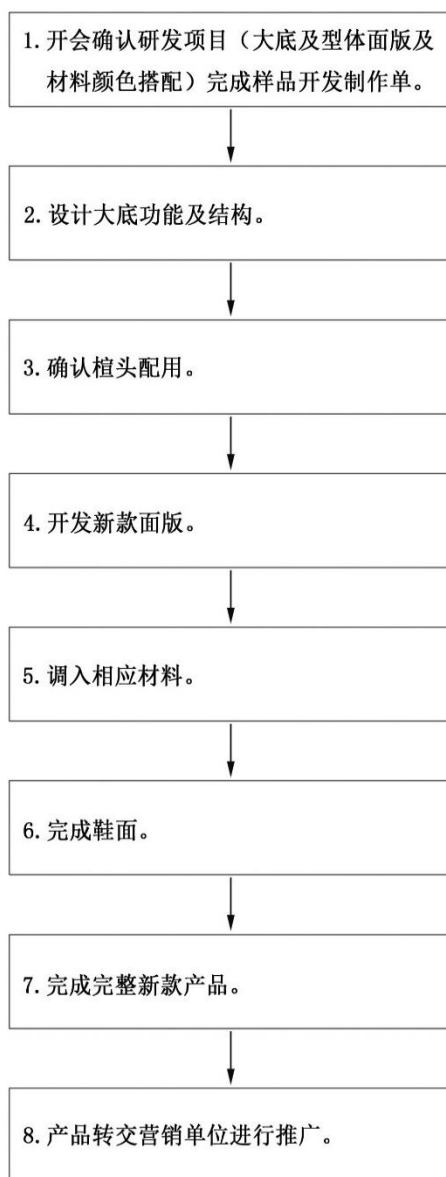 1. 开会确认研发项目（大底及型体面版及
材料颜色搭配）完成样品开发制作单。
2. 设计大底功能及结构。
3. 确认楦头配用。
4. 开发新款面版。
5. 调入相应材料。
6. 完成鞋面。
7. 完成完整新款产品。
8. 产品转交营销单位进行推广。